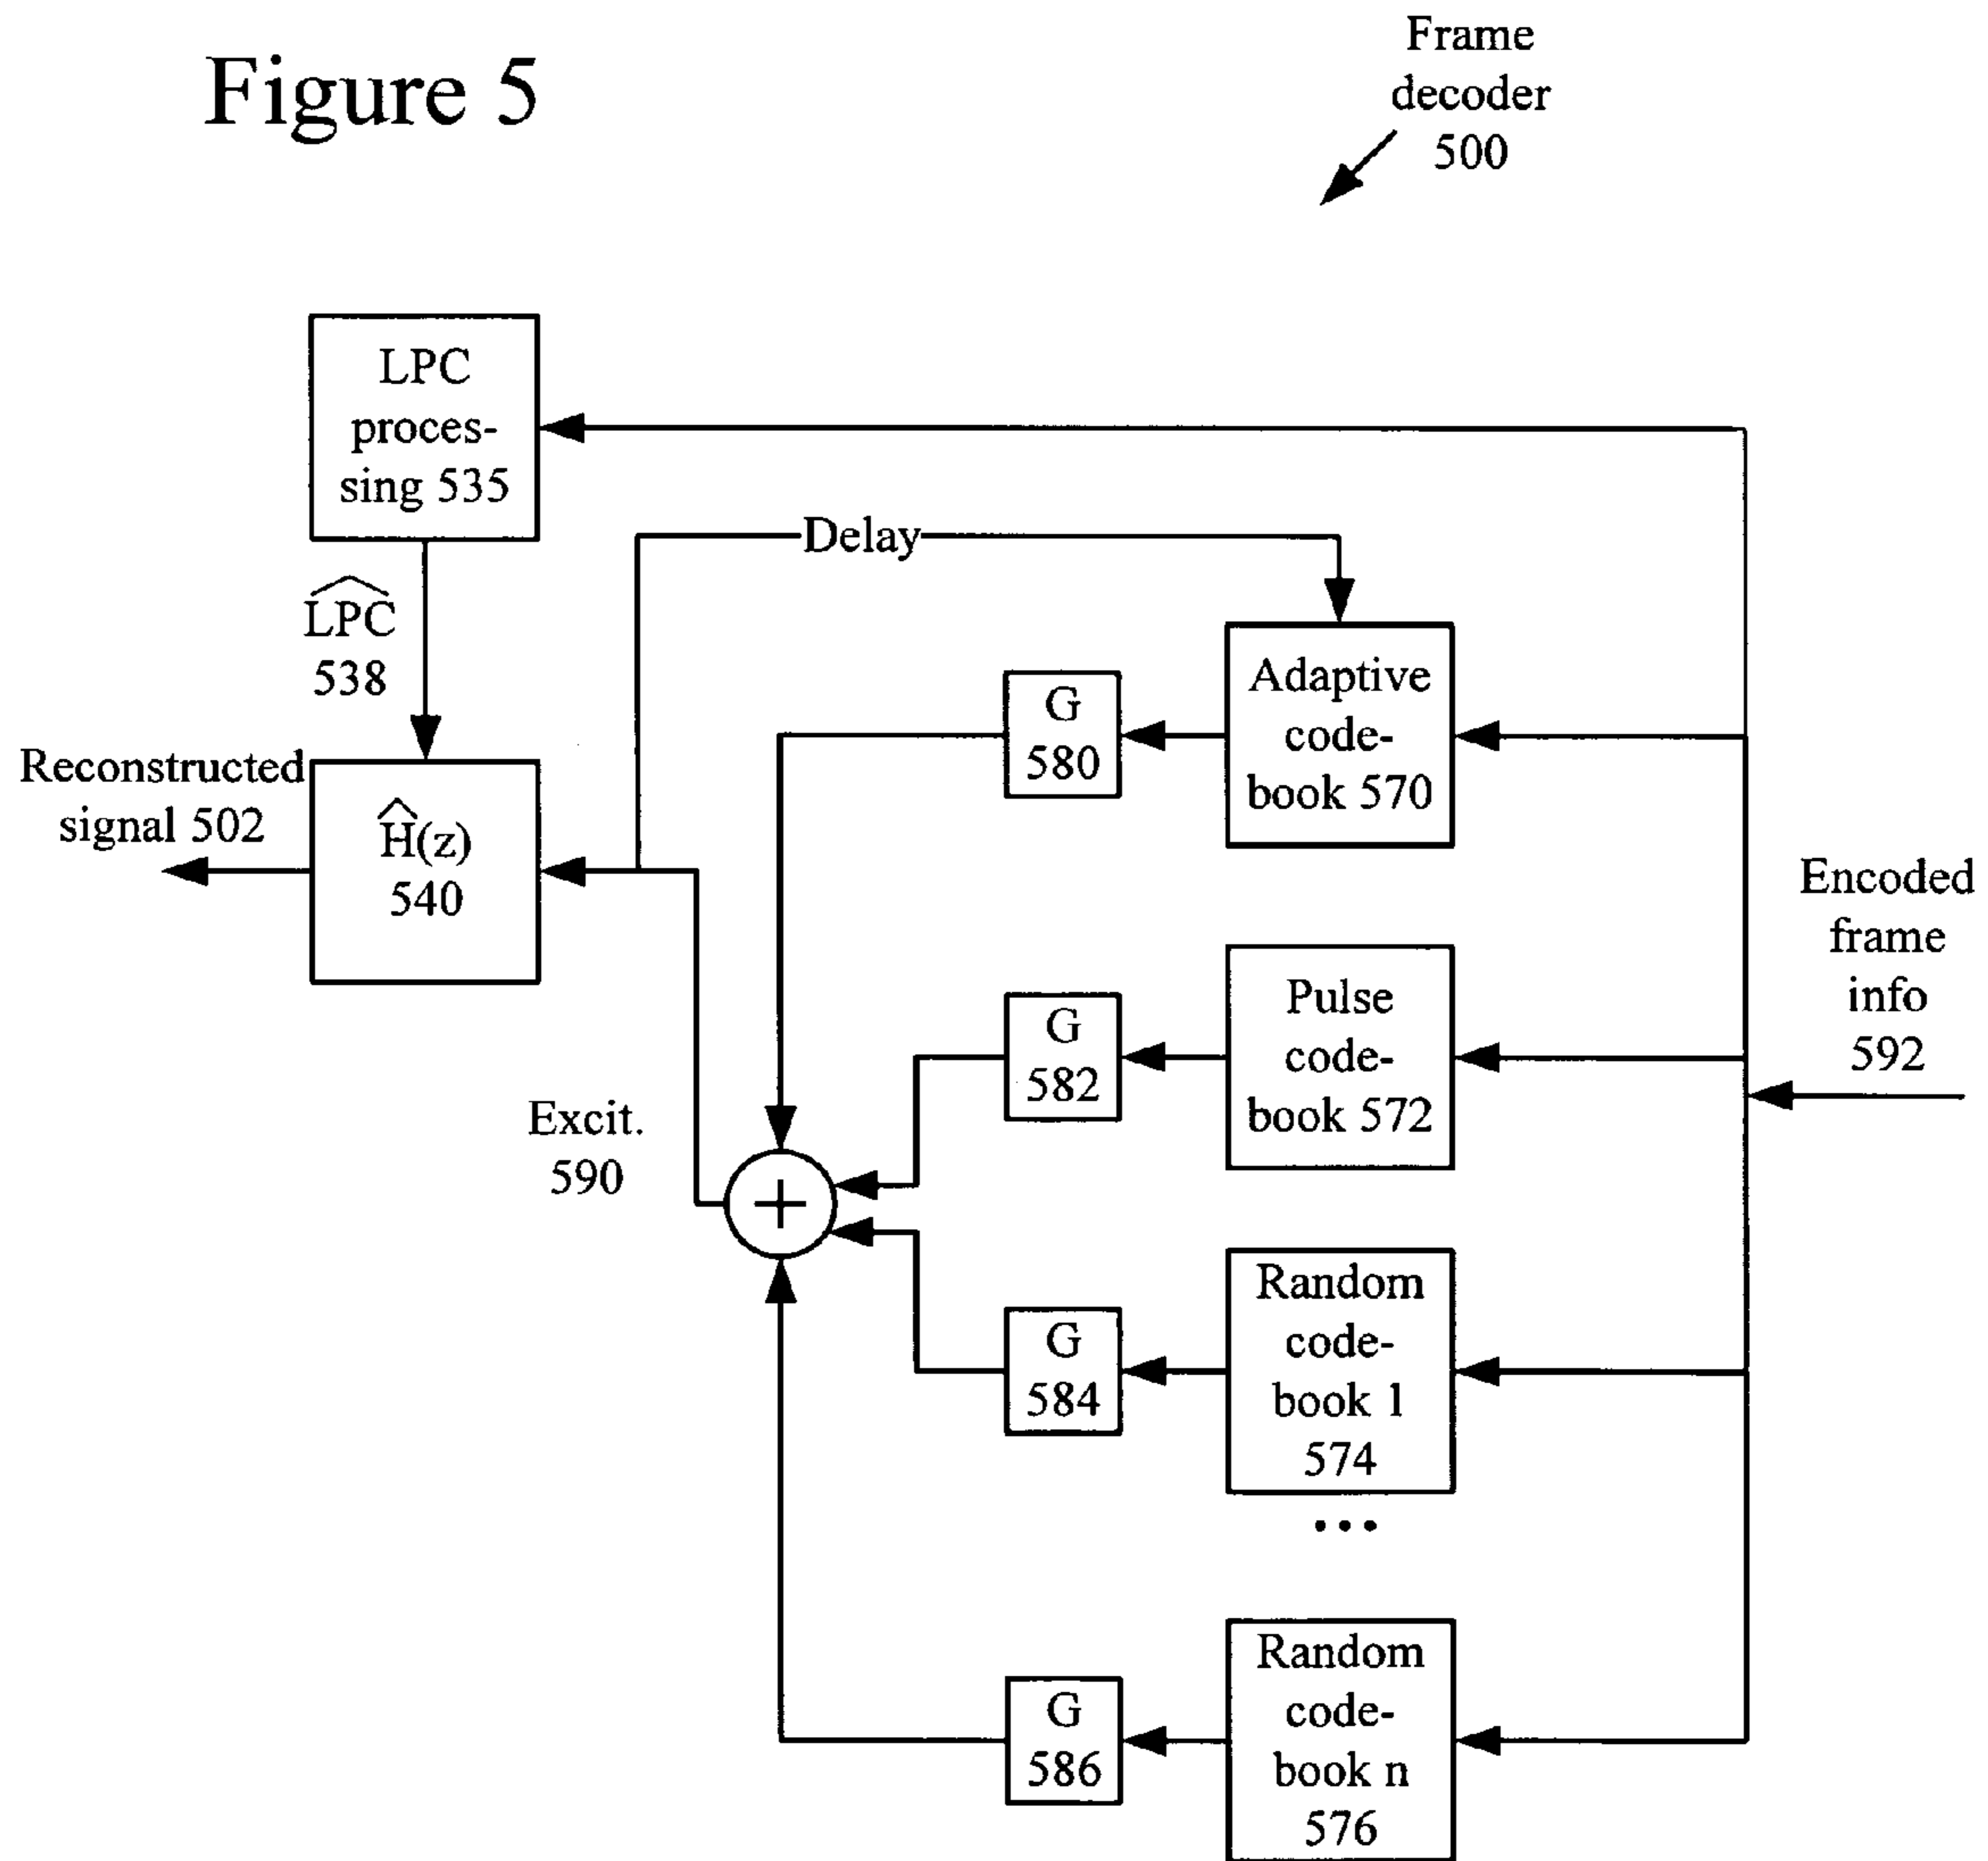 Figure 5
Frame
decoder
500
LPC
proces-
sing 535
Delay
LPC
538
Adaptive
code-
book 570
G
580
Reconstructed
signal 502
Ĥ(z)
540
Encoded
frame
info
592
Pulse
code-
book 572
G
582
Excit.
590
+
Random
code-
book 1
574
G
584
...
Random
code-
book n
576
G
586